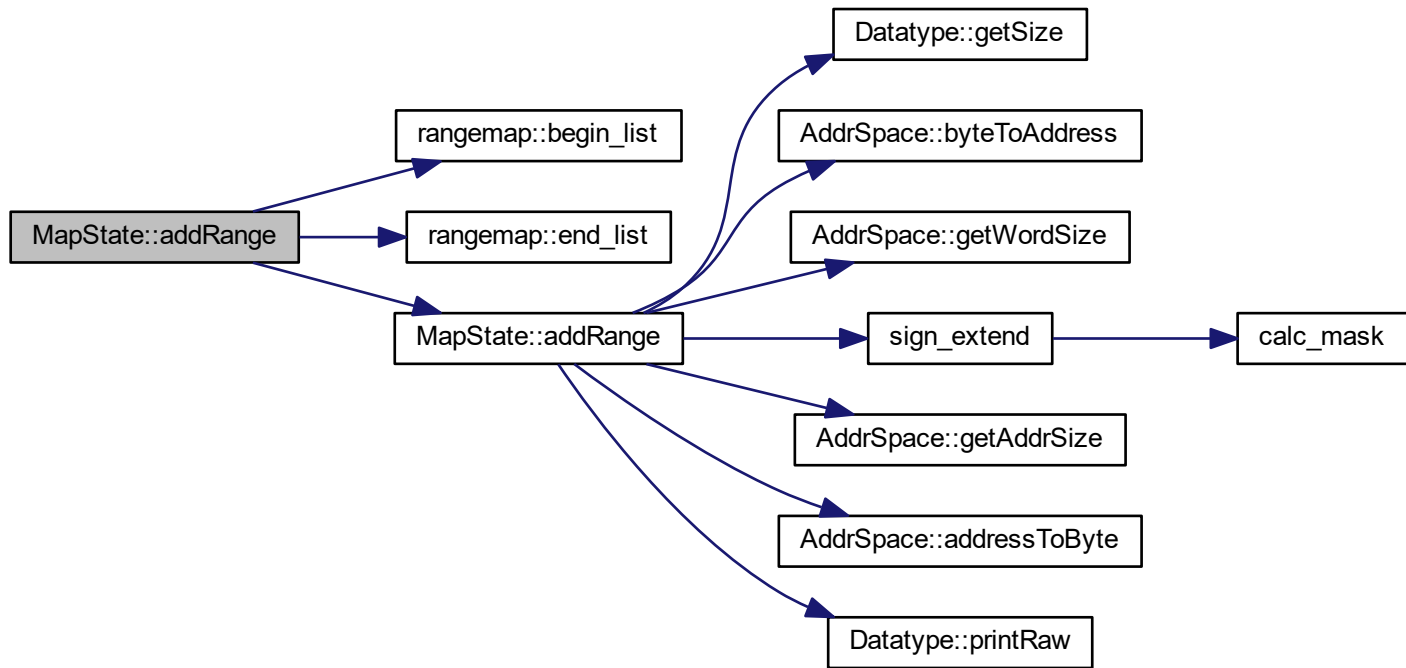 MapState::addRange
rangemap::begin_list
rangemap::end_list
MapState::addRange
Datatype::getSize
AddrSpace::byteToAddress
AddrSpace::getWordSize
sign_extend
AddrSpace::getAddrSize
AddrSpace::addressToByte
Datatype::printRaw
calc_mask